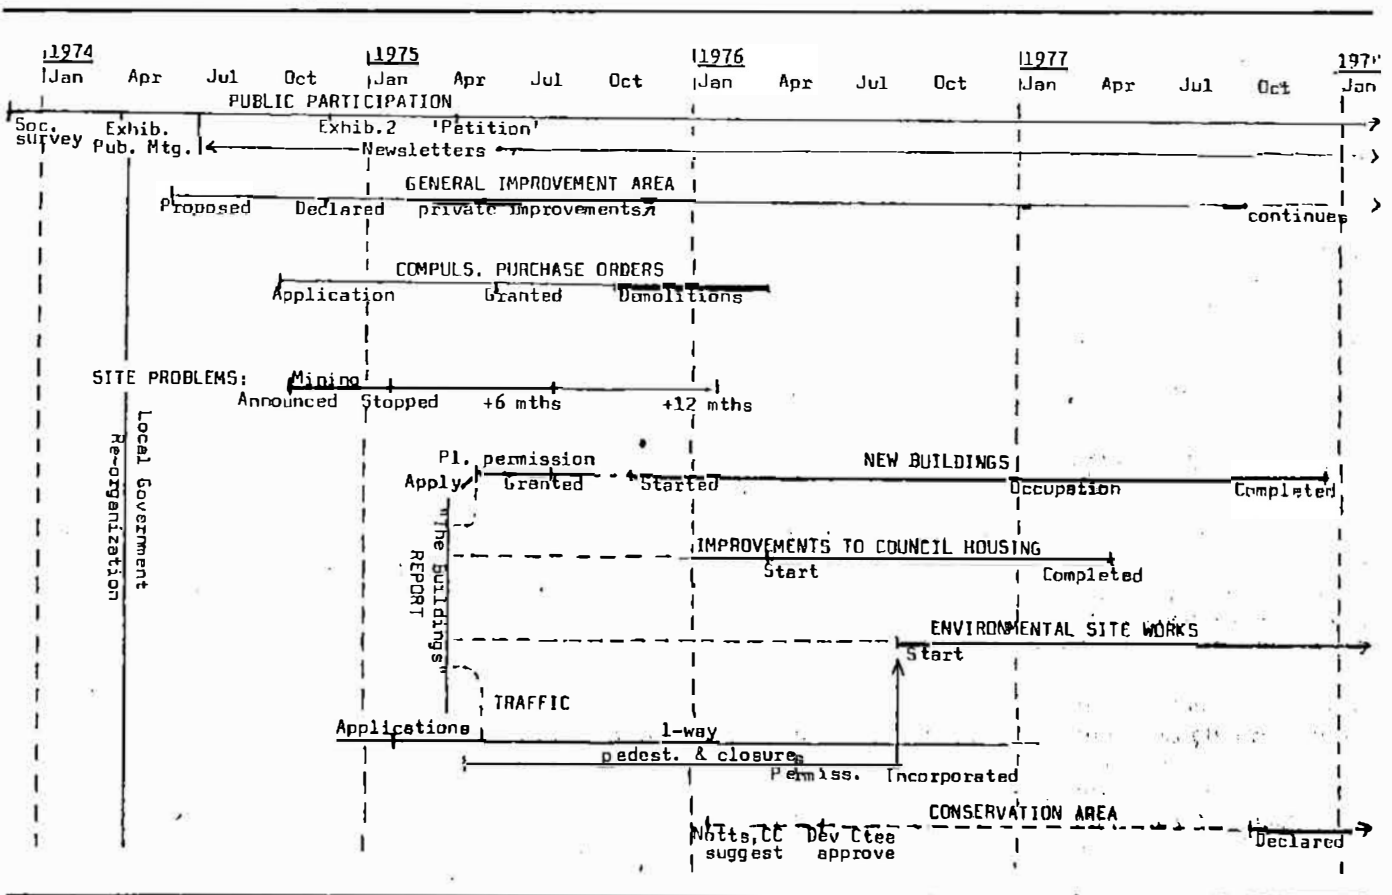 1974 1975 1976 1977 197
Jan Apr Jul Oct Jan Apr Jul Oct Jan Apr Jul Oct Jan Apr Jul Oct Jan
PUBLIC PARTICIPATION
Soc. survey
Exhib.
Pub. Mtg.
Exhib.2 'Petition'
Newsletters
GENERAL IMPROVEMENT AREA
Proposed Declared private improvements continues
COMPULS. PURCHASE ORDERS
Application Granted Demolitions
SITE PROBLEMS: Mining
Announced Stopped +6 mths +12 mths
Local Government
Re-organization
Pl. permission NEW BUILDINGS
Apply Granted Started Occupation Completed
"The Buildings"
REPORT
IMPROVEMENTS TO COUNCIL HOUSING
Start Completed
ENVIRONMENTAL SITE WORKS
Start
TRAFFIC
Applications 1-way
pedest. & closures
Permiss. Incorporated
CONSERVATION AREA
Notts,CC Dev Ctee Declared
suggest approve